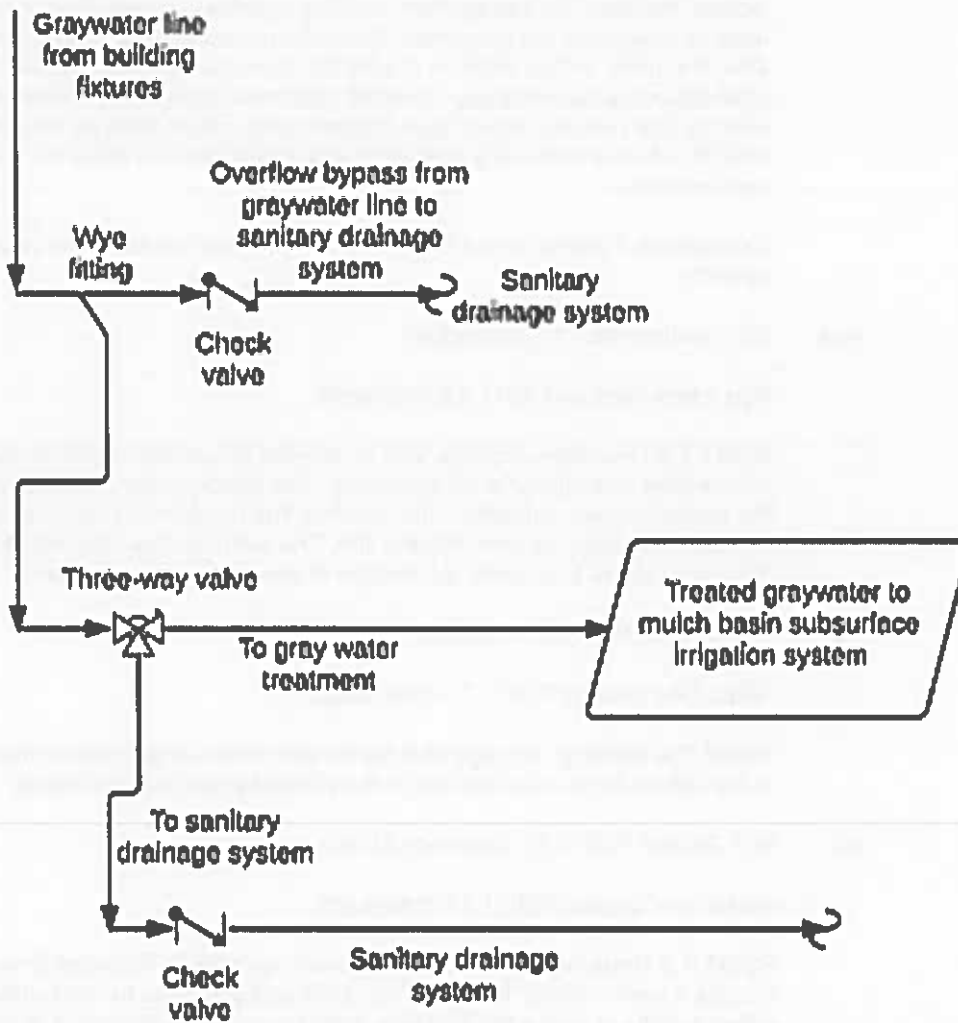 Graywater line
from building
fixtures
Overflow bypass from
graywater line to
sanitary drainage
system
Wye
fitting
Sanitary
drainage system
Check
valve
Three-way valve
To gray water
treatment
Treated graywater to
mulch basin subsurface
irrigation system
To sanitary
drainage system
Check
valve
Sanitary drainage
system